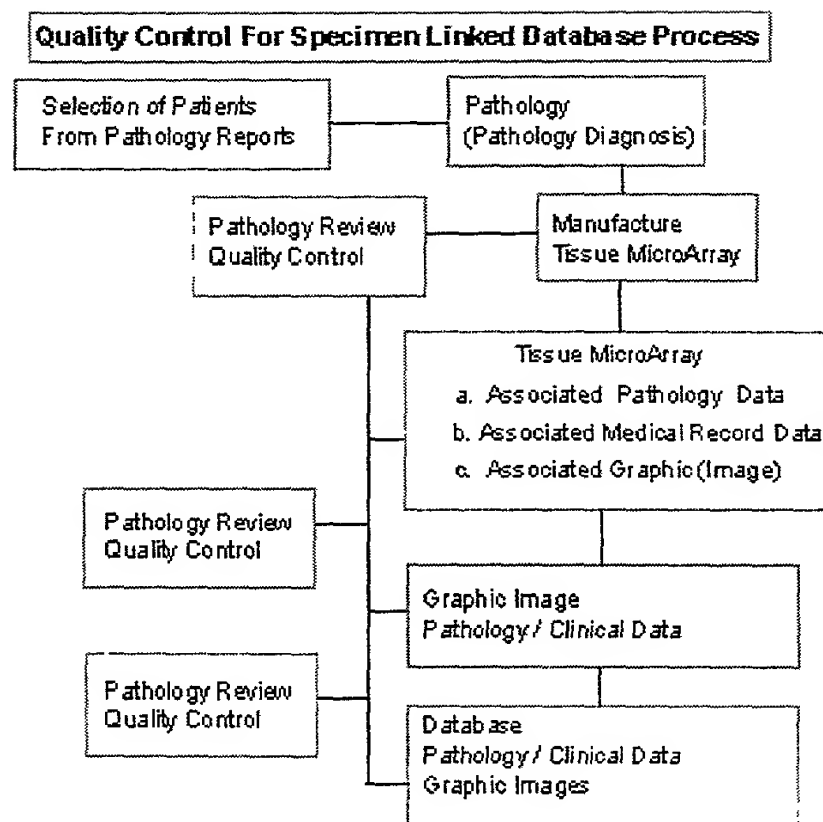 Quality Control For Specimen Linked Database Process
Selection of Patients
From Pathology Reports
Pathology
(Pathology Diagnosis)
Pathology Review
Quality Control
Manufacture
Tissue MicroArray
Tissue MicroArray
a. Associated Pathology Data
b. Associated Medical Record Data
c. Associated Graphic (Image)
Pathology Review
Quality Control
Graphic Image
Pathology / Clinical Data
Pathology Review
Quality Control
Database
Pathology / Clinical Data
Graphic Images